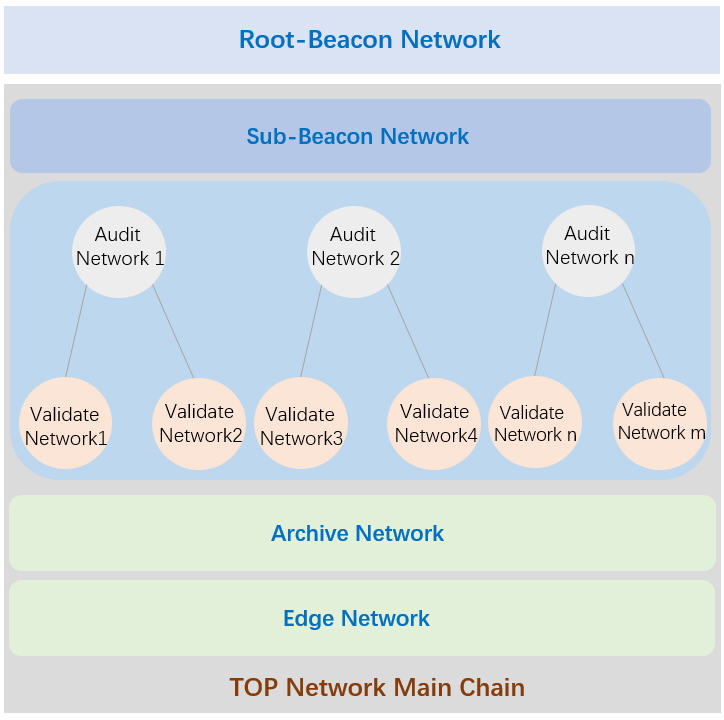 Root-Beacon Network
Sub-Beacon Network
Audit
Network 1
Audit
Network 2
Audit
Network n
Validate
Network1
Validate
Network2
Validate
Network3
Validate
Network4
Validate
Network n
Validate
Network m
Archive Network
Edge Network
TOP Network Main Chain